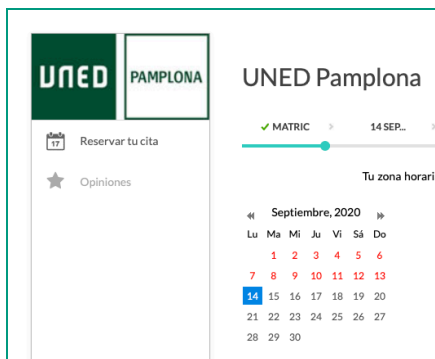 UNED PAMPLONA
UNED Pamplona
MATRIC
14 SEP...
17
Reservar tu cita
Opiniones
Tu zona horari
Septiembre, 2020
Lu Ma Mi Ju Vi Sá Do
1 2 3 4 5 6
7 8 9 10 11 12 13
14 15 16 17 18 19 20
21 22 23 24 25 26 27
28 29 30